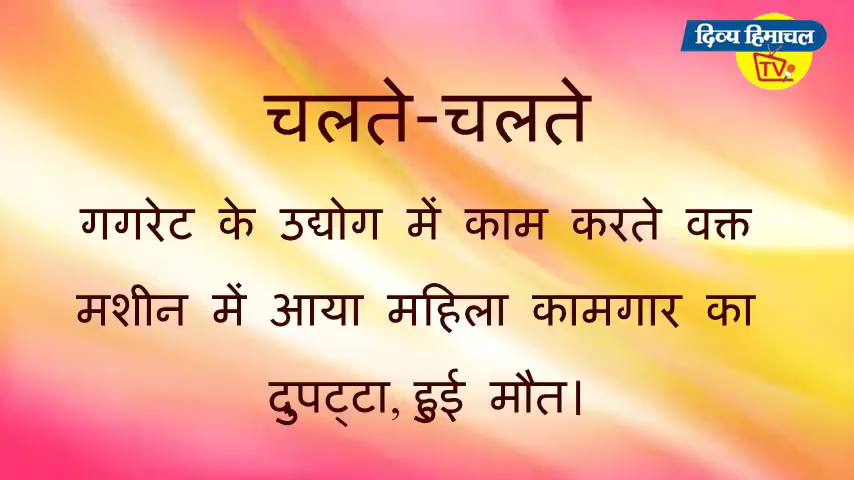 दिव्य हिमाचल
TV
चलते-चलते
गगरेट के उद्योग में काम करते वक्त
मशीन में आया महिला कामगार का
दुपट्टा, हुई मौत।